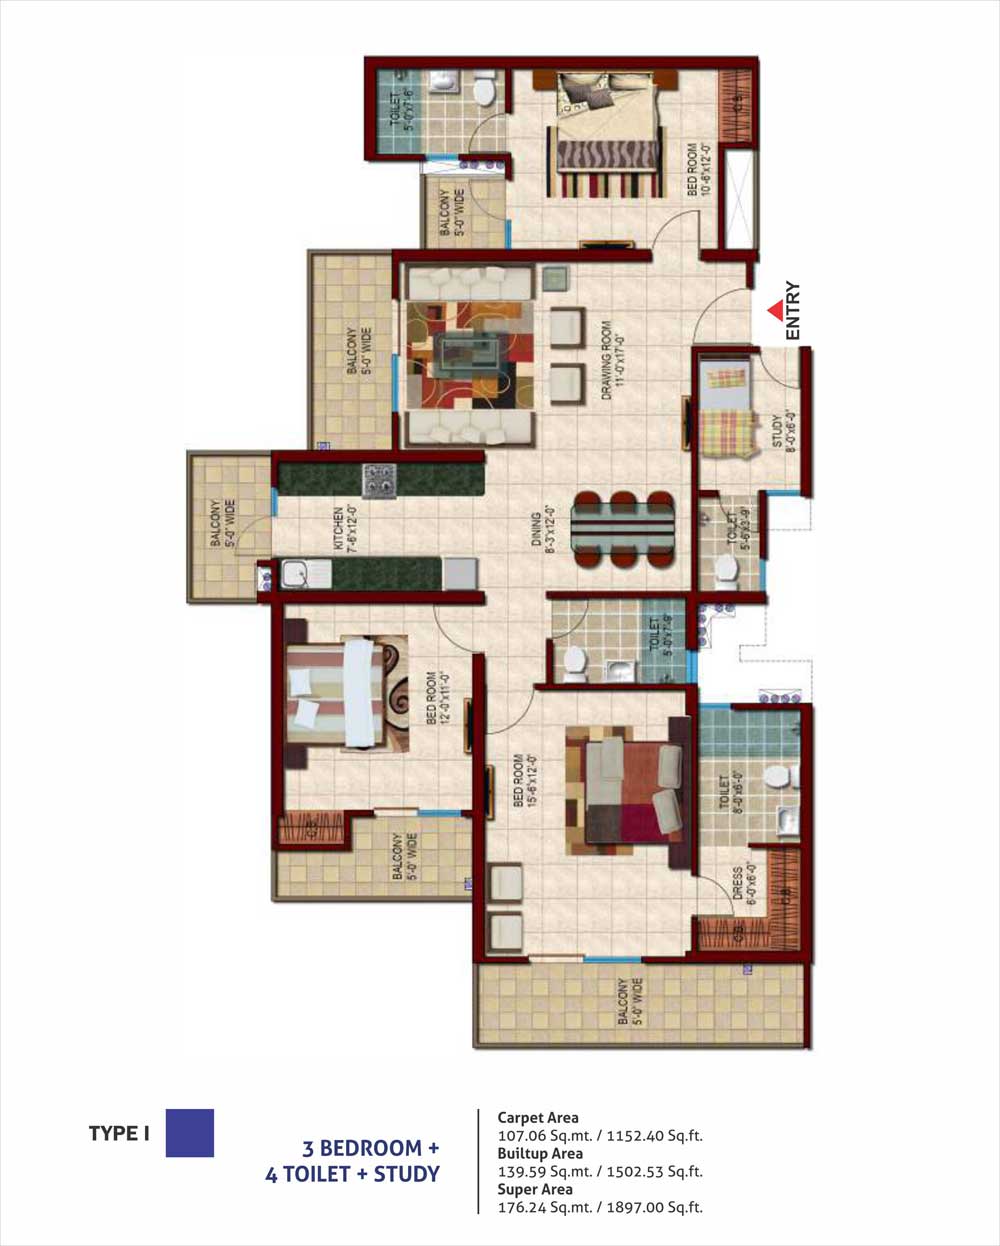 TOILET
5'-0"x7'-6"
C.B.
BED ROOM
10'-6"x12'-0"
BALCONY
5'-0" WIDE
ENTRY
BALCONY
5'-0" WIDE
DRAWING ROOM
11'-0"x17'-0"
STUDY
8'-0"x6'-0"
BALCONY
5'-0" WIDE
KITCHEN
7'-6"x12'-0"
DINING
8'-3"x12'-0"
TOILET
5'-6"x3'-9"
TOILET
5'-0"x7'-9"
BED ROOM
12'-0"x11'-0"
BED ROOM
15'-6"x12'-0"
TOILET
8'-0"x6'-0"
C.B.
BALCONY
5'-0" WIDE
DRESS
6'-0"x6'-0"
C.B.
C.B.
BALCONY
5'-0" WIDE
TYPE I
3 BEDROOM +
4 TOILET + STUDY
Carpet Area
107.06 Sq.mt. / 1152.40 Sq.ft.
Builtup Area
139.59 Sq.mt. / 1502.53 Sq.ft.
Super Area
176.24 Sq.mt. / 1897.00 Sq.ft.